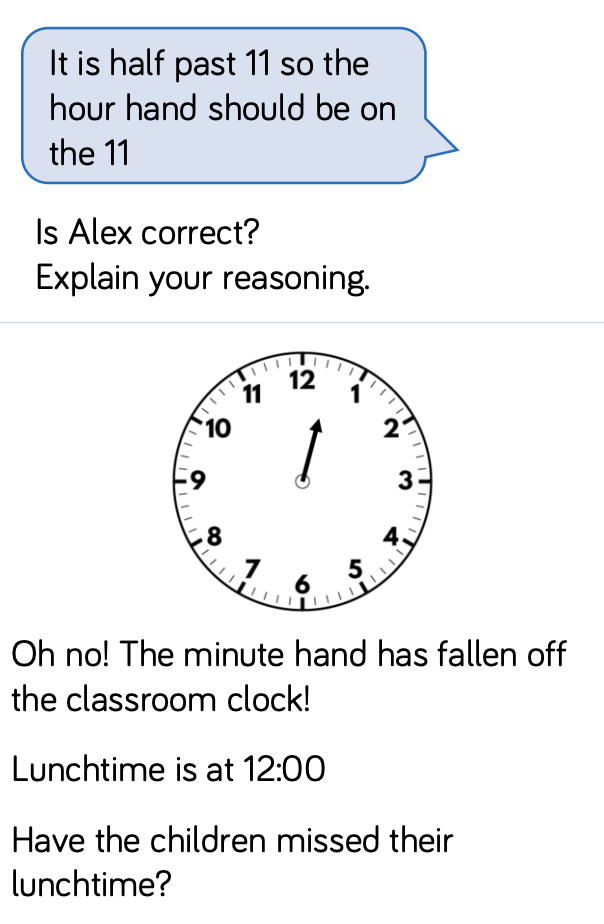 It is half past 11 so the
hour hand should be on
the 11
Is Alex correct?
Explain your reasoning.
12
11
1
10
2
9
3
8
4
7
5
6
Oh no! The minute hand has fallen off
the classroom clock!
Lunchtime is at 12:00
Have the children missed their
lunchtime?